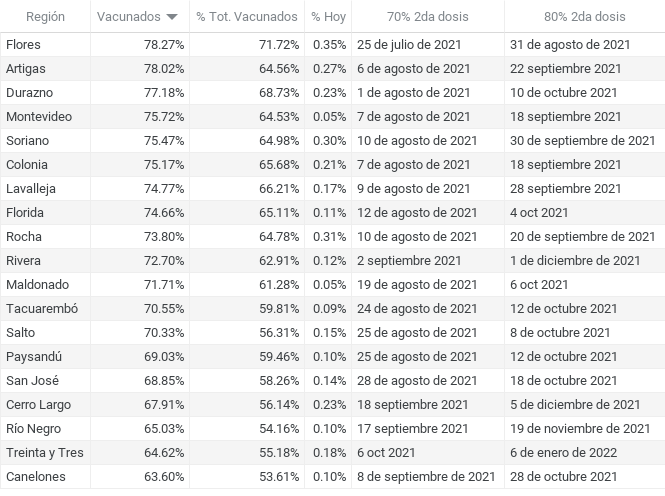 Región Vacunados % Tot. Vacunados % Hoy 70% 2da dosis 80% 2da dosis
Flores 78.27% 71.72% 0.35% 25 de julio de 2021 31 de agosto de 2021
Artigas 78.02% 64.56% 0.27% 6 de agosto de 2021 22 septiembre 2021
Durazno 77.18% 68.73% 0.23% 1 de agosto de 2021 10 de octubre 2021
Montevideo 75.72% 64.53% 0.05% 7 de agosto de 2021 18 septiembre 2021
Soriano 75.47% 64.98% 0.30% 10 de agosto de 2021 30 de septiembre de 2021
Colonia 75.17% 65.68% 0.21% 7 de agosto de 2021 18 septiembre 2021
Lavalleja 74.77% 66.21% 0.17% 9 de agosto de 2021 28 septiembre 2021
Florida 74.66% 65.11% 0.11% 12 de agosto de 2021 4 oct 2021
Rocha 73.80% 64.78% 0.31% 10 de agosto de 2021 20 de septiembre de 2021
Rivera 72.70% 62.91% 0.12% 2 septiembre 2021 1 de diciembre de 2021
Maldonado 71.71% 61.28% 0.05% 19 de agosto de 2021 6 oct 2021
Tacuarembó 70.55% 59.81% 0.09% 24 de agosto de 2021 12 de octubre 2021
Salto 70.33% 56.31% 0.15% 25 de agosto de 2021 8 de octubre 2021
Paysandú 69.03% 59.46% 0.10% 25 de agosto de 2021 12 de octubre 2021
San José 68.85% 58.26% 0.14% 28 de agosto de 2021 18 de octubre 2021
Cerro Largo 67.91% 56.14% 0.23% 18 septiembre 2021 5 de diciembre de 2021
Río Negro 65.03% 54.16% 0.10% 17 septiembre 2021 19 de noviembre de 2021
Treinta y Tres 64.62% 55.18% 0.18% 6 oct 2021 6 de enero de 2022
Canelones 63.60% 53.61% 0.10% 8 de septiembre de 2021 28 de octubre 2021